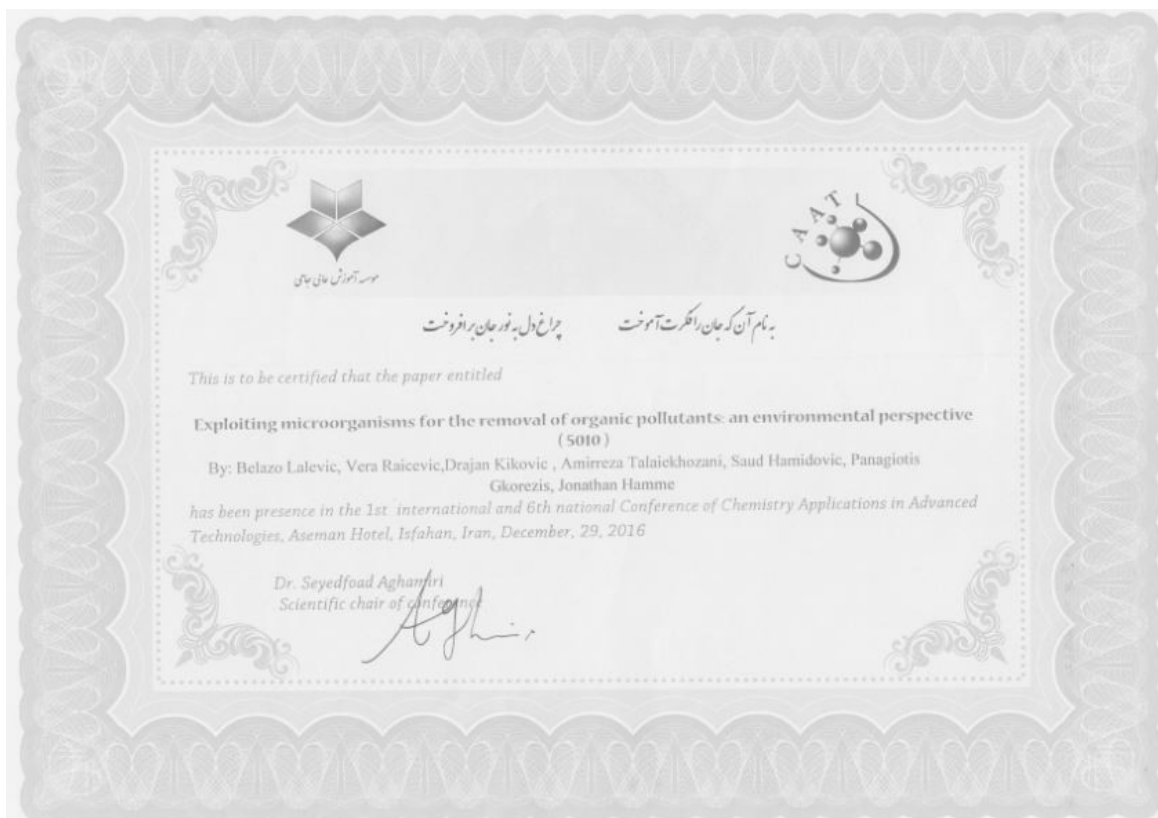 CAAT
موسسه آموزش عالی جامی
به نام آن که جان را فکرت آموخت چراغ دل به نور جان برافروخت
This is to be certified that the paper entitled
Exploiting microorganisms for the removal of organic pollutants: an environmental perspective
( 5010 )
By: Belazo Lalevic, Vera Raicevic,Drajan Kikovic , Amirreza Talaiekhozani, Saud Hamidovic, Panagiotis
Gkorezis, Jonathan Hamme
has been presence in the 1st international and 6th national Conference of Chemistry Applications in Advanced
Technologies, Aseman Hotel, Isfahan, Iran, December, 29, 2016
Dr. Seyedfoad Aghamiri
Scientific chair of conference